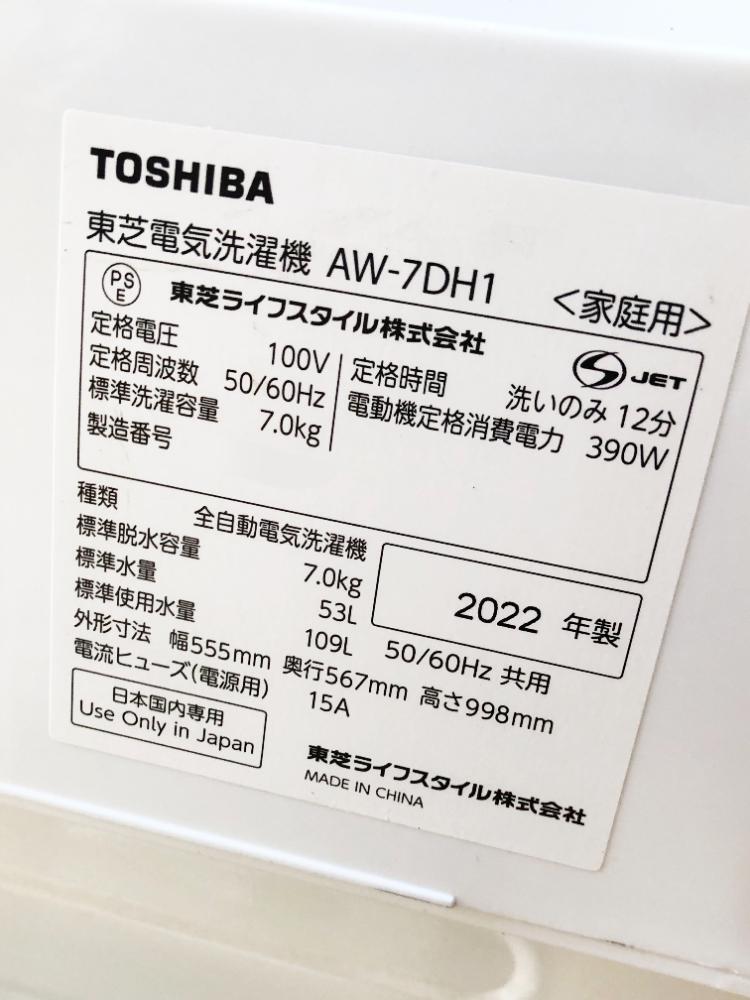 TOSHIBA
東芝電気洗濯機 AW-7DH1 <家庭用>
PS
E
東芝ライフスタイル株式会社
S JET
定格電圧 100V
定格周波数 50/60Hz
標準洗濯容量 7.0kg
製造番号
定格時間 洗いのみ 12分
電動機定格消費電力 390W
種類 全自動電気洗濯機
標準脱水容量 7.0kg
標準水量 53L
標準使用水量 109L 50/60Hz 共用
外形寸法 幅555mm 奥行567mm 高さ998mm
電流ヒューズ(電源用) 15A
2022 年製
日本国内専用
Use Only in Japan
東芝ライフスタイル株式会社
MADE IN CHINA